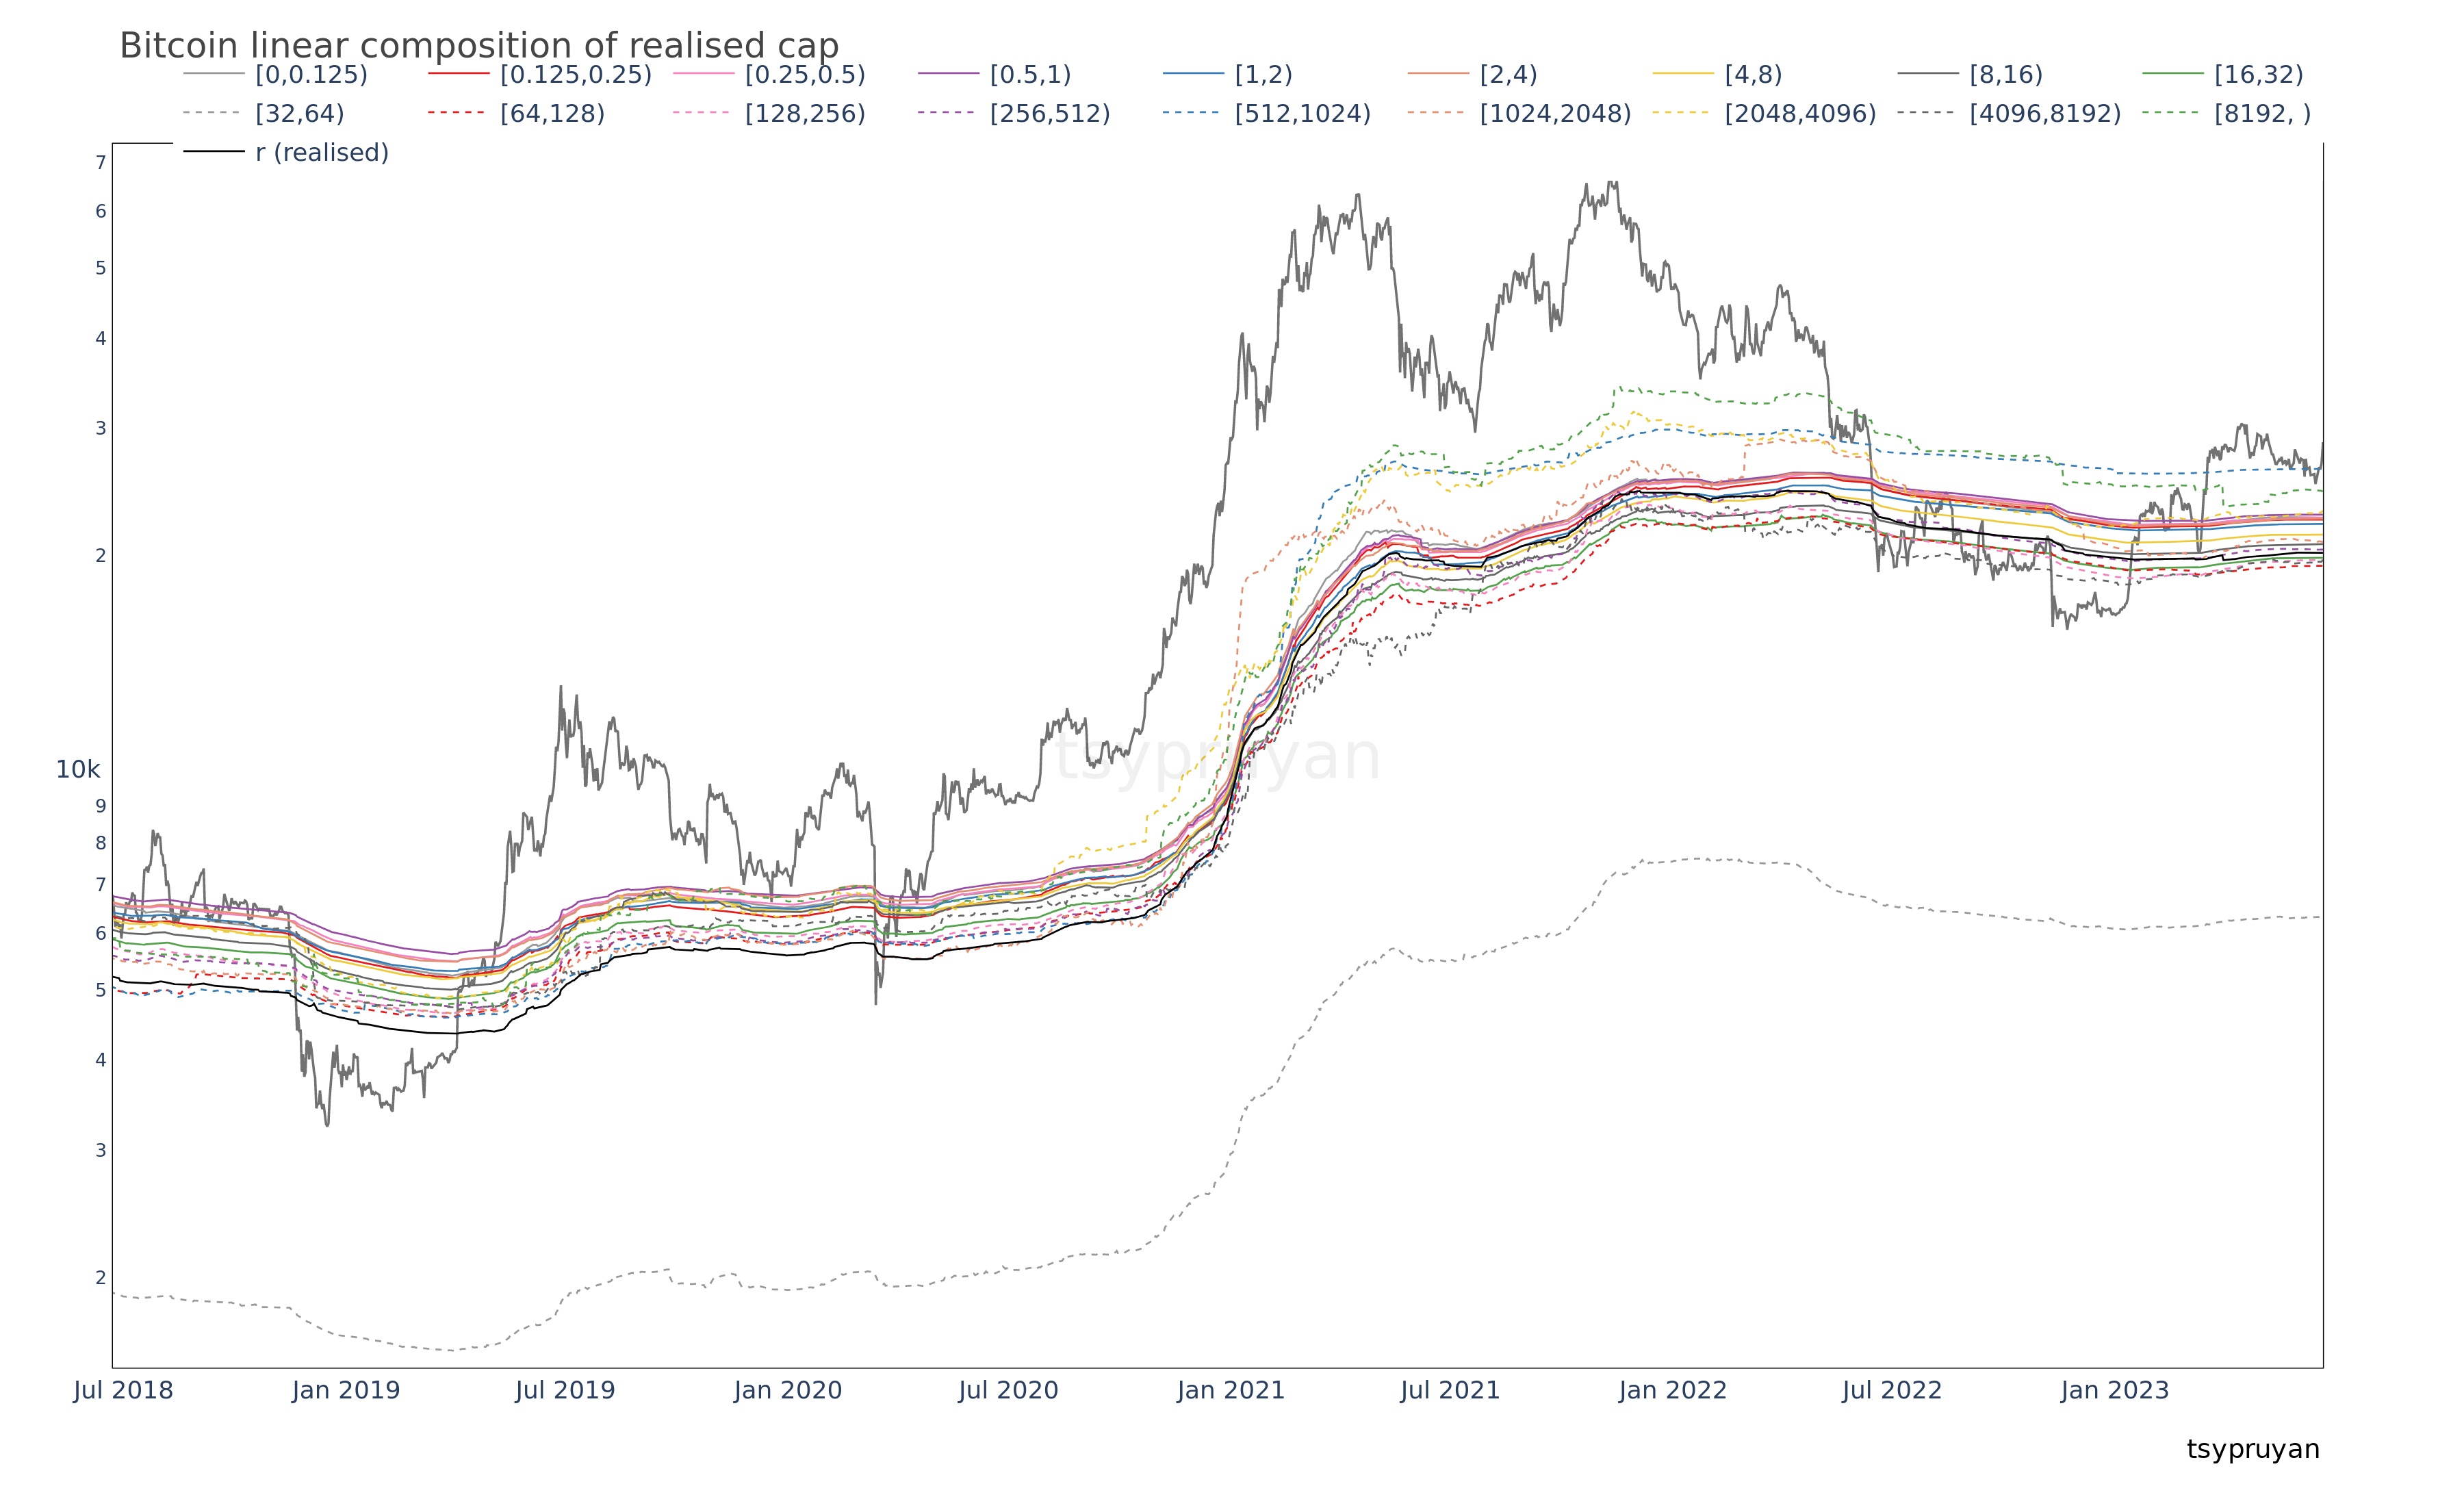 Bitcoin linear composition of realised cap
[0,0.125) [0.125,0.25) [0.25,0.5) [0.5,1) [1,2) [2,4) [4,8) [8,16) [16,32)
[32,64) [64,128) [128,256) [256,512) [512,1024) [1024,2048) [2048,4096) [4096,8192) [8192, )
r (realised)
7
6
5
4
3
2
10k
9
8
7
6
5
4
3
2
tsypruyan
Jul 2018 Jan 2019 Jul 2019 Jan 2020 Jul 2020 Jan 2021 Jul 2021 Jan 2022 Jul 2022 Jan 2023
tsypruyan